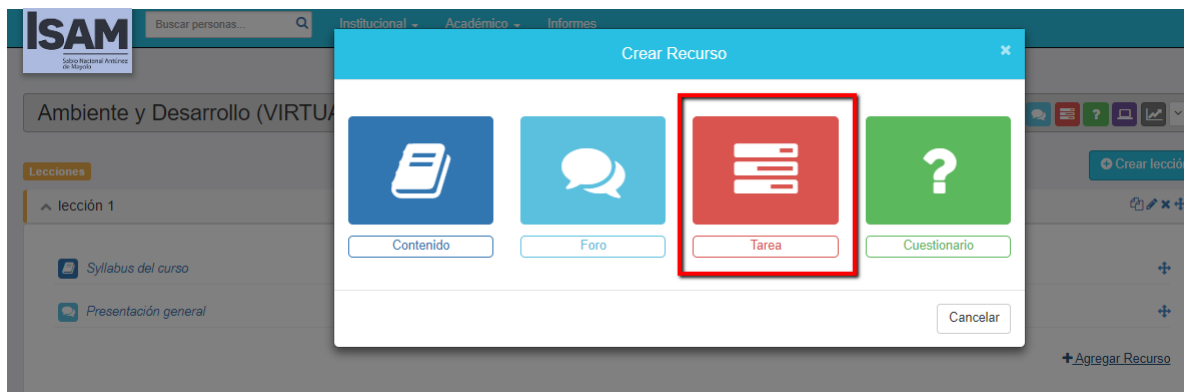 ISAM
Sabio Nacional Antúnez
de Mayolo
Buscar personas...
Institucional
Académico
Informes
Crear Recurso
×
Ambiente y Desarrollo (VIRTUA
Lecciones
Crear lección
lección 1
Contenido
Foro
Tarea
?
Cuestionario
Syllabus del curso
Presentación general
Cancelar
+ Agregar Recurso